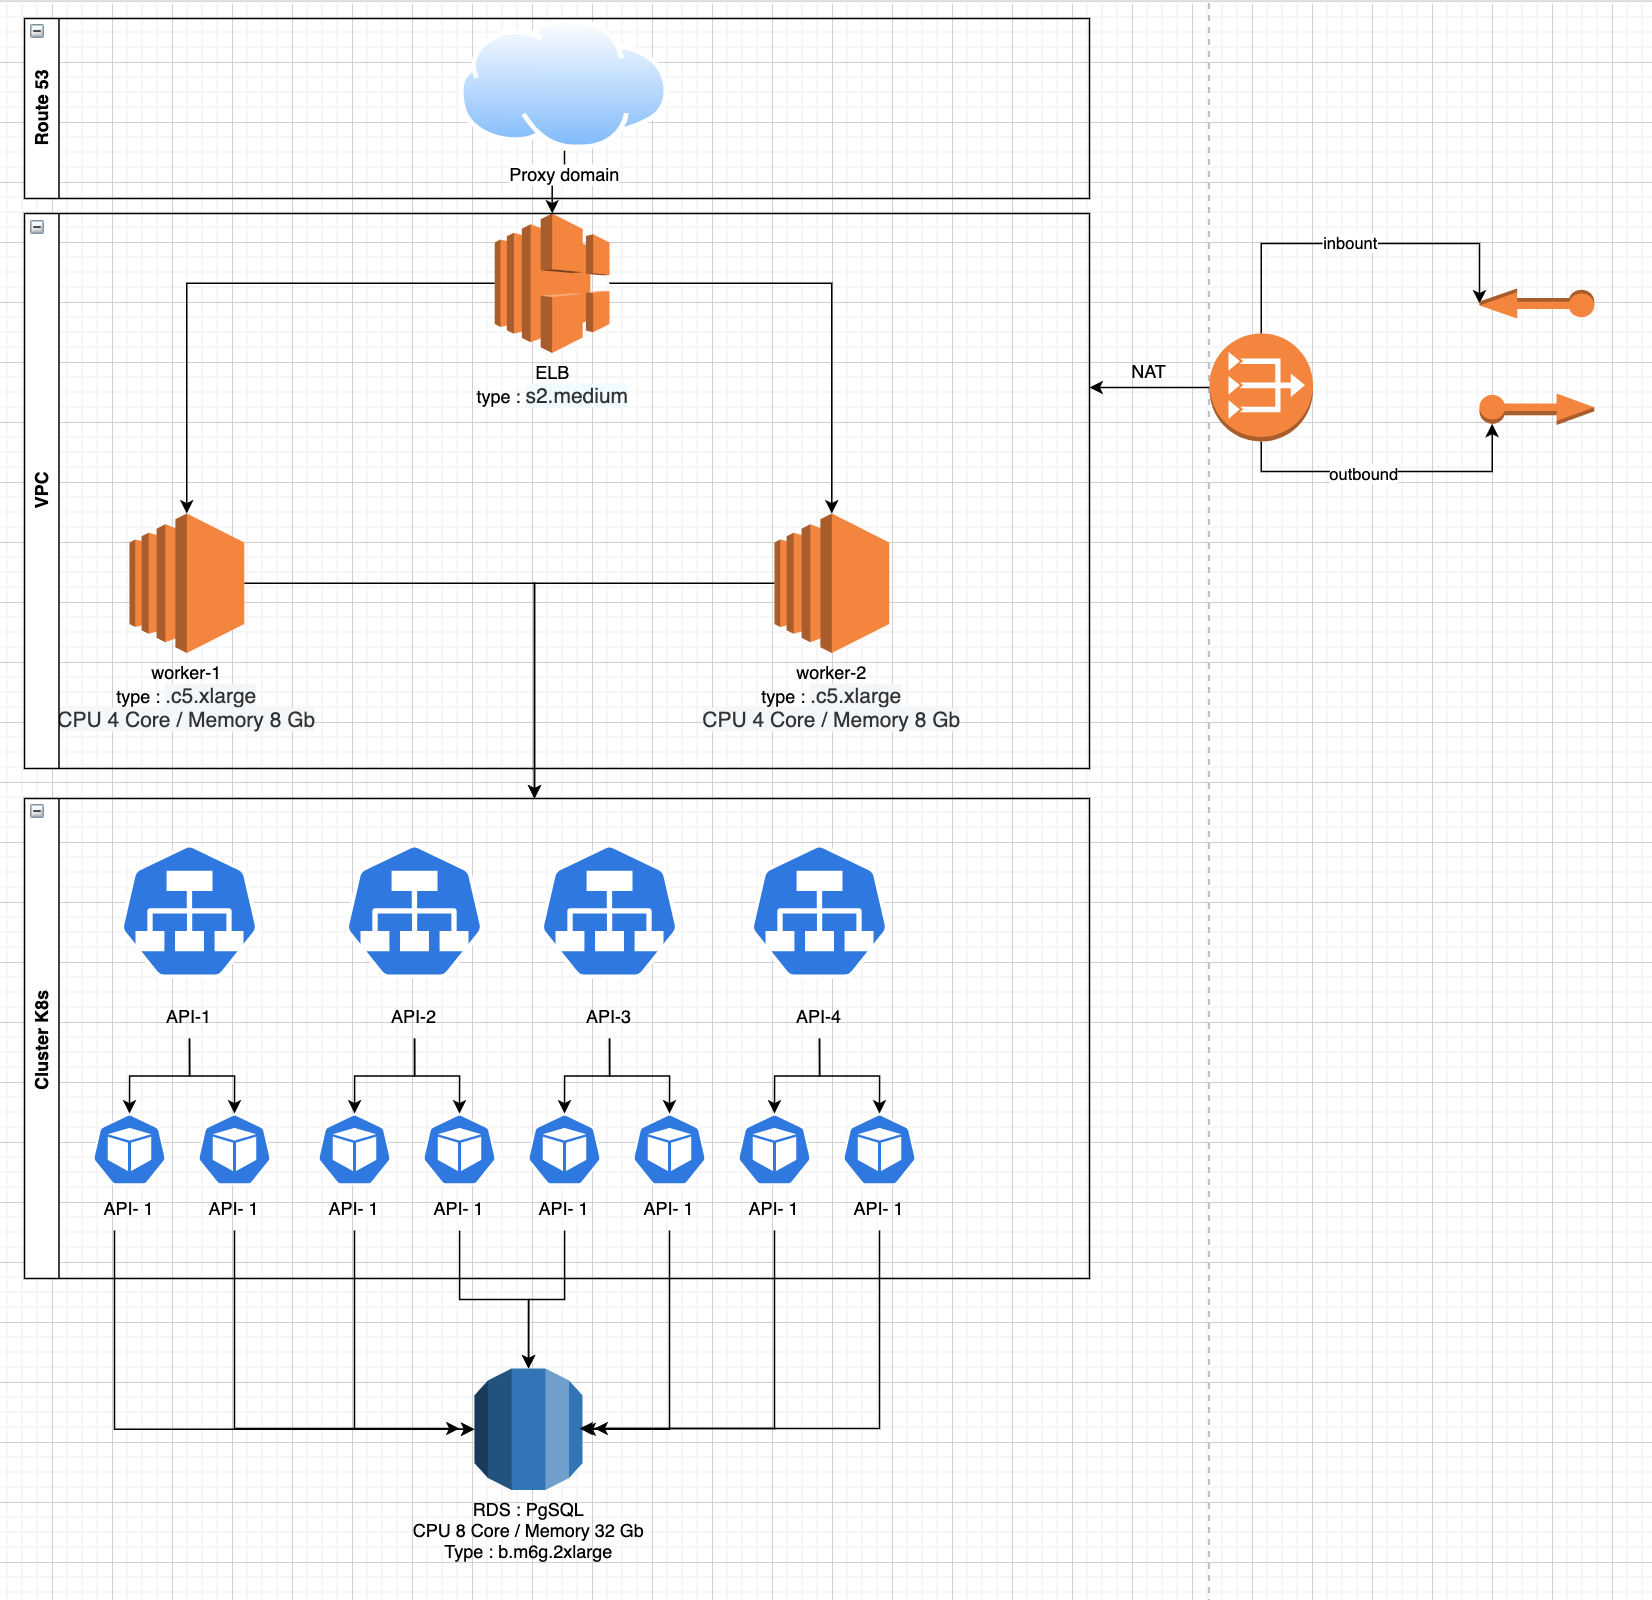 Route 53
Proxy domain
VPC
ELB
type : s2.medium
NAT
inbount
outbound
worker-1
type : .c5.xlarge
CPU 4 Core / Memory 8 Gb
worker-2
type : .c5.xlarge
CPU 4 Core / Memory 8 Gb
Cluster K8s
API-1
API-2
API-3
API-4
API- 1
API- 1
API- 1
API- 1
API- 1
API- 1
API- 1
API- 1
RDS : PgSQL
CPU 8 Core / Memory 32 Gb
Type : b.m6g.2xlarge